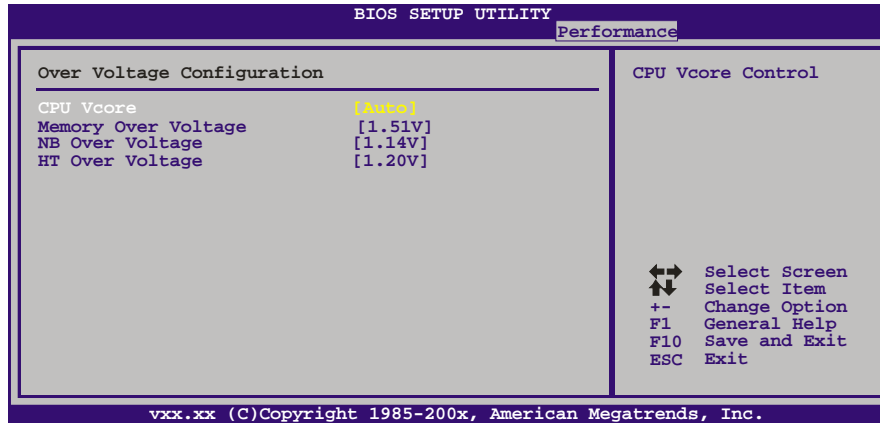 BIOS SETUP UTILITY
Performance
Over Voltage Configuration
CPU Vcore [Auto]
Memory Over Voltage [1.51V]
NB Over Voltage [1.14V]
HT Over Voltage [1.20V]
CPU Vcore Control
Select Screen
Select Item
+- Change Option
F1 General Help
F10 Save and Exit
ESC Exit
vxx.xx (C)Copyright 1985-200x, American Megatrends, Inc.